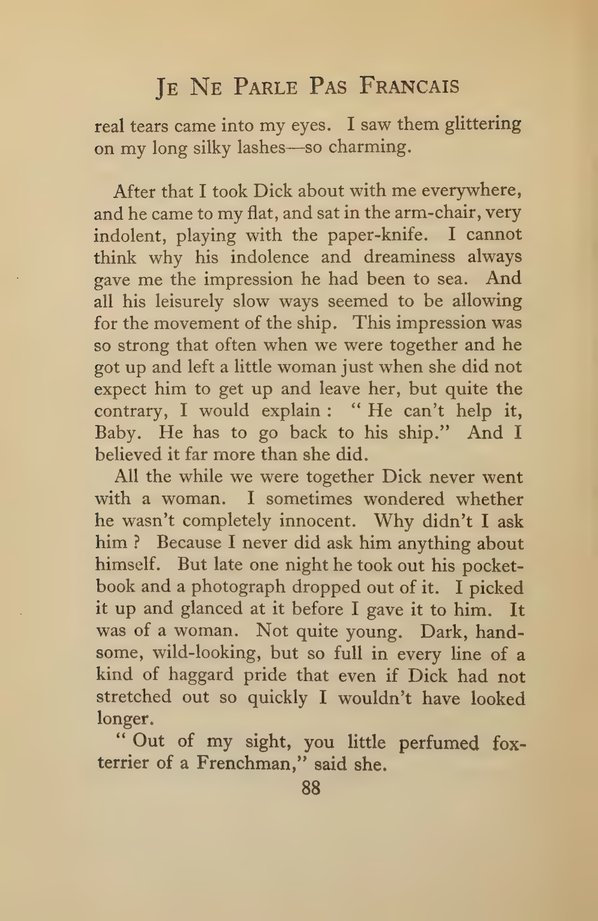 JE NE PARLE PAS FRANCAIS
real tears came into my eyes. I saw them glittering
on my long silky lashes—so charming.
After that I took Dick about with me everywhere,
and he came to my flat, and sat in the arm-chair, very
indolent, playing with the paper-knife. I cannot
think why his indolence and dreaminess always
gave me the impression he had been to sea. And
all his leisurely slow ways seemed to be allowing
for the movement of the ship. This impression was
so strong that often when we were together and he
got up and left a little woman just when she did not
expect him to get up and leave her, but quite the
contrary, I would explain : “ He can’t help it,
Baby. He has to go back to his ship.” And I
believed it far more than she did.
All the while we were together Dick never went
with a woman. I sometimes wondered whether
he wasn’t completely innocent. Why didn’t I ask
him ? Because I never did ask him anything about
himself. But late one night he took out his pocket-
book and a photograph dropped out of it. I picked
it up and glanced at it before I gave it to him. It
was of a woman. Not quite young. Dark, hand-
some, wild-looking, but so full in every line of a
kind of haggard pride that even if Dick had not
stretched out so quickly I wouldn’t have looked
longer.
“ Out of my sight, you little perfumed fox-
terrier of a Frenchman,” said she.
88